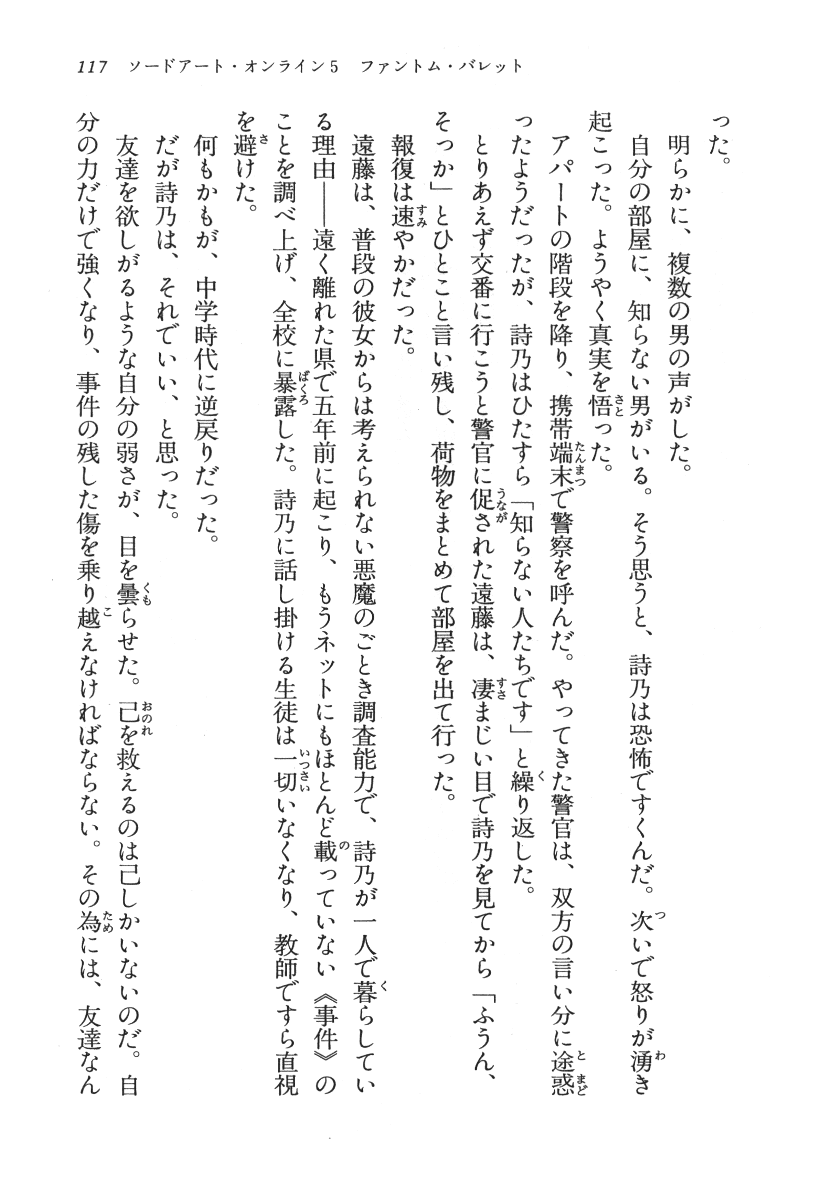 117 ソードアート・オンライン5 ファントム・バレット
った。
明らかに、複数の男の声がした。
自分の部屋に、知らない男がいる。そう思うと、詩乃は恐怖ですくんだ。次いで怒りが湧き
起こった。ようやく真実を悟った。
アパートの階段を降り、携帯端末で警察を呼んだ。やってきた警官は、双方の言い分に途惑
ったようだったが、詩乃はひたすら「知らない人たちです」と繰り返した。
とりあえず交番に行こうと警官に促された遠藤は、凄まじい目で詩乃を見てから「ふうん、
そっか」とひとこと言い残し、荷物をまとめて部屋を出て行った。
報復は速やかだった。
遠藤は、普段の彼女からは考えられない悪魔のごとき調査能力で、詩乃が一人で暮らしてい
る理由——遠く離れた県で五年前に起こり、もうネットにもほとんど載っていない《事件》の
ことを調べ上げ、全校に暴露した。詩乃に話し掛ける生徒は一切いなくなり、教師ですら直視
を避けた。
何もかもが、中学時代に逆戻りだった。
だが詩乃は、それでいい、と思った。
友達を欲しがるような自分の弱さが、目を曇らせた。己を救えるのは己しかいないのだ。自
分の力だけで強くなり、事件の残した傷を乗り越えなければならない。その為には、友達なん